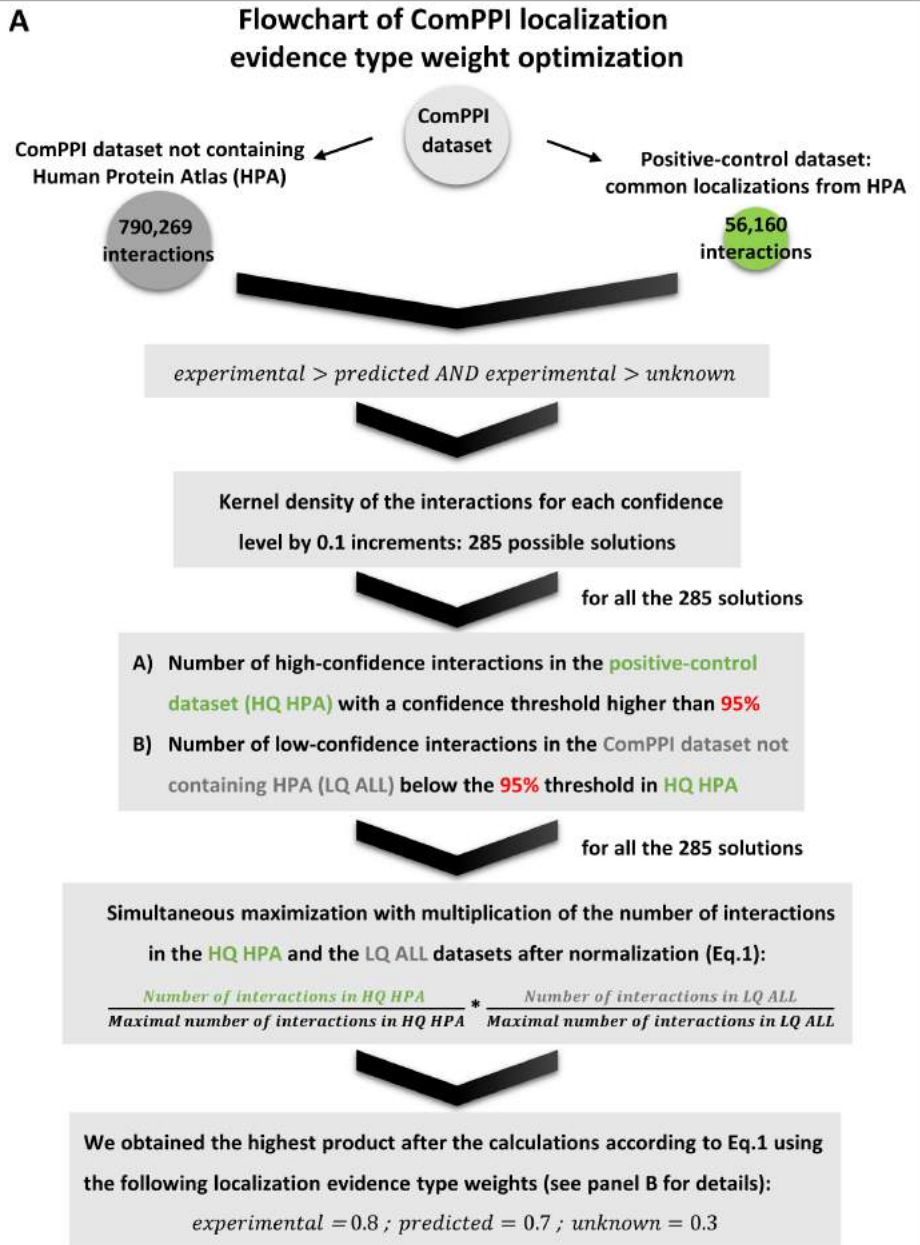 A
Flowchart of ComPPI localization
evidence type weight optimization
ComPPI
dataset
ComPPI dataset not containing
Human Protein Atlas (HPA)
Positive-control dataset:
common localizations from HPA
790,269
interactions
56,160
interactions
experimental > predicted AND experimental > unknown
Kernel density of the interactions for each confidence
level by 0.1 increments: 285 possible solutions
for all the 285 solutions
A) Number of high-confidence interactions in the positive-control
dataset (HQ HPA) with a confidence threshold higher than 95%
B) Number of low-confidence interactions in the ComPPI dataset not
containing HPA (LQ ALL) below the 95% threshold in HQ HPA
for all the 285 solutions
Simultaneous maximization with multiplication of the number of interactions
in the HQ HPA and the LQ ALL datasets after normalization (Eq.1):
Number of interactions in HQ HPA
Maximal number of interactions in HQ HPA
*
Number of interactions in LQ ALL
Maximal number of interactions in LQ ALL
We obtained the highest product after the calculations according to Eq.1 using
the following localization evidence type weights (see panel B for details):
experimental = 0.8 ; predicted = 0.7 ; unknown = 0.3